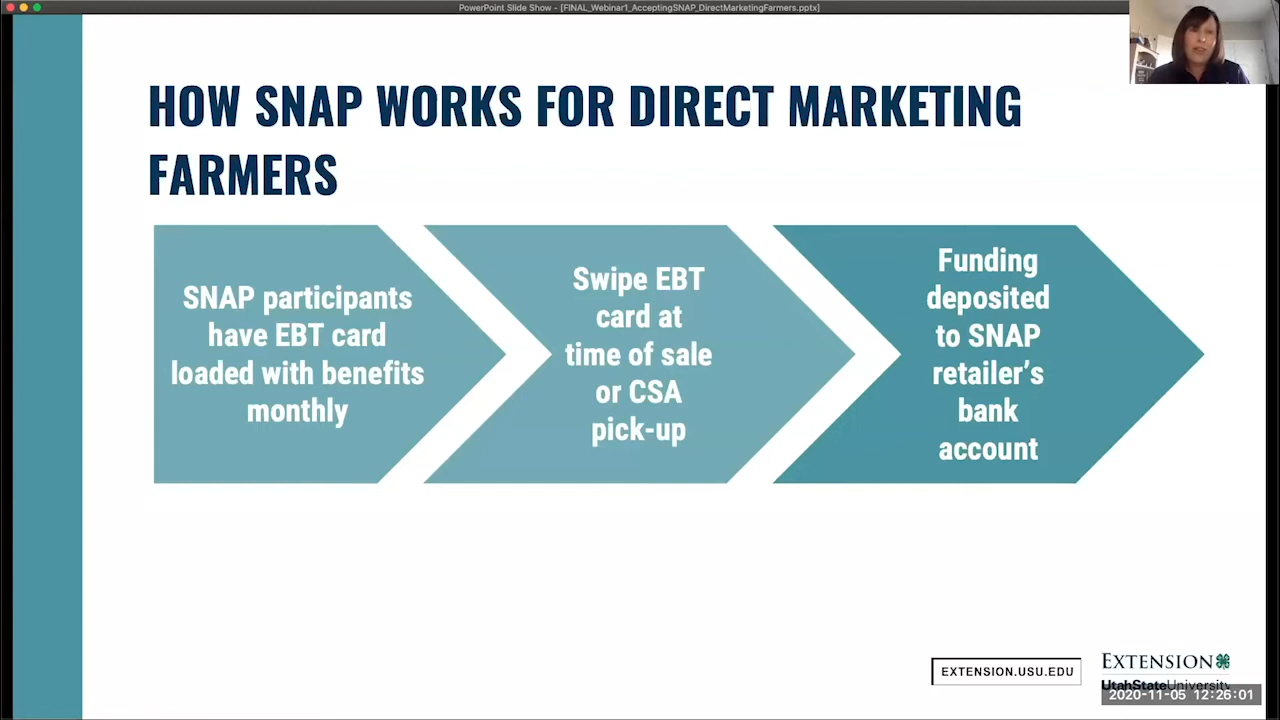 PowerPoint Slide Show - [FINAL_Webinar1_AcceptingSNAP_DirectMarketingFarmers.pptx]
HOW SNAP WORKS FOR DIRECT MARKETING
FARMERS
SNAP participants
have EBT card
loaded with benefits
monthly
Swipe EBT
card at
time of sale
or CSA
pick-up
Funding
deposited
to SNAP
retailer's
bank
account
EXTENSION.USU.EDU
EXTENSION
UtahStateUniversity
2020-11-05 12:26:01